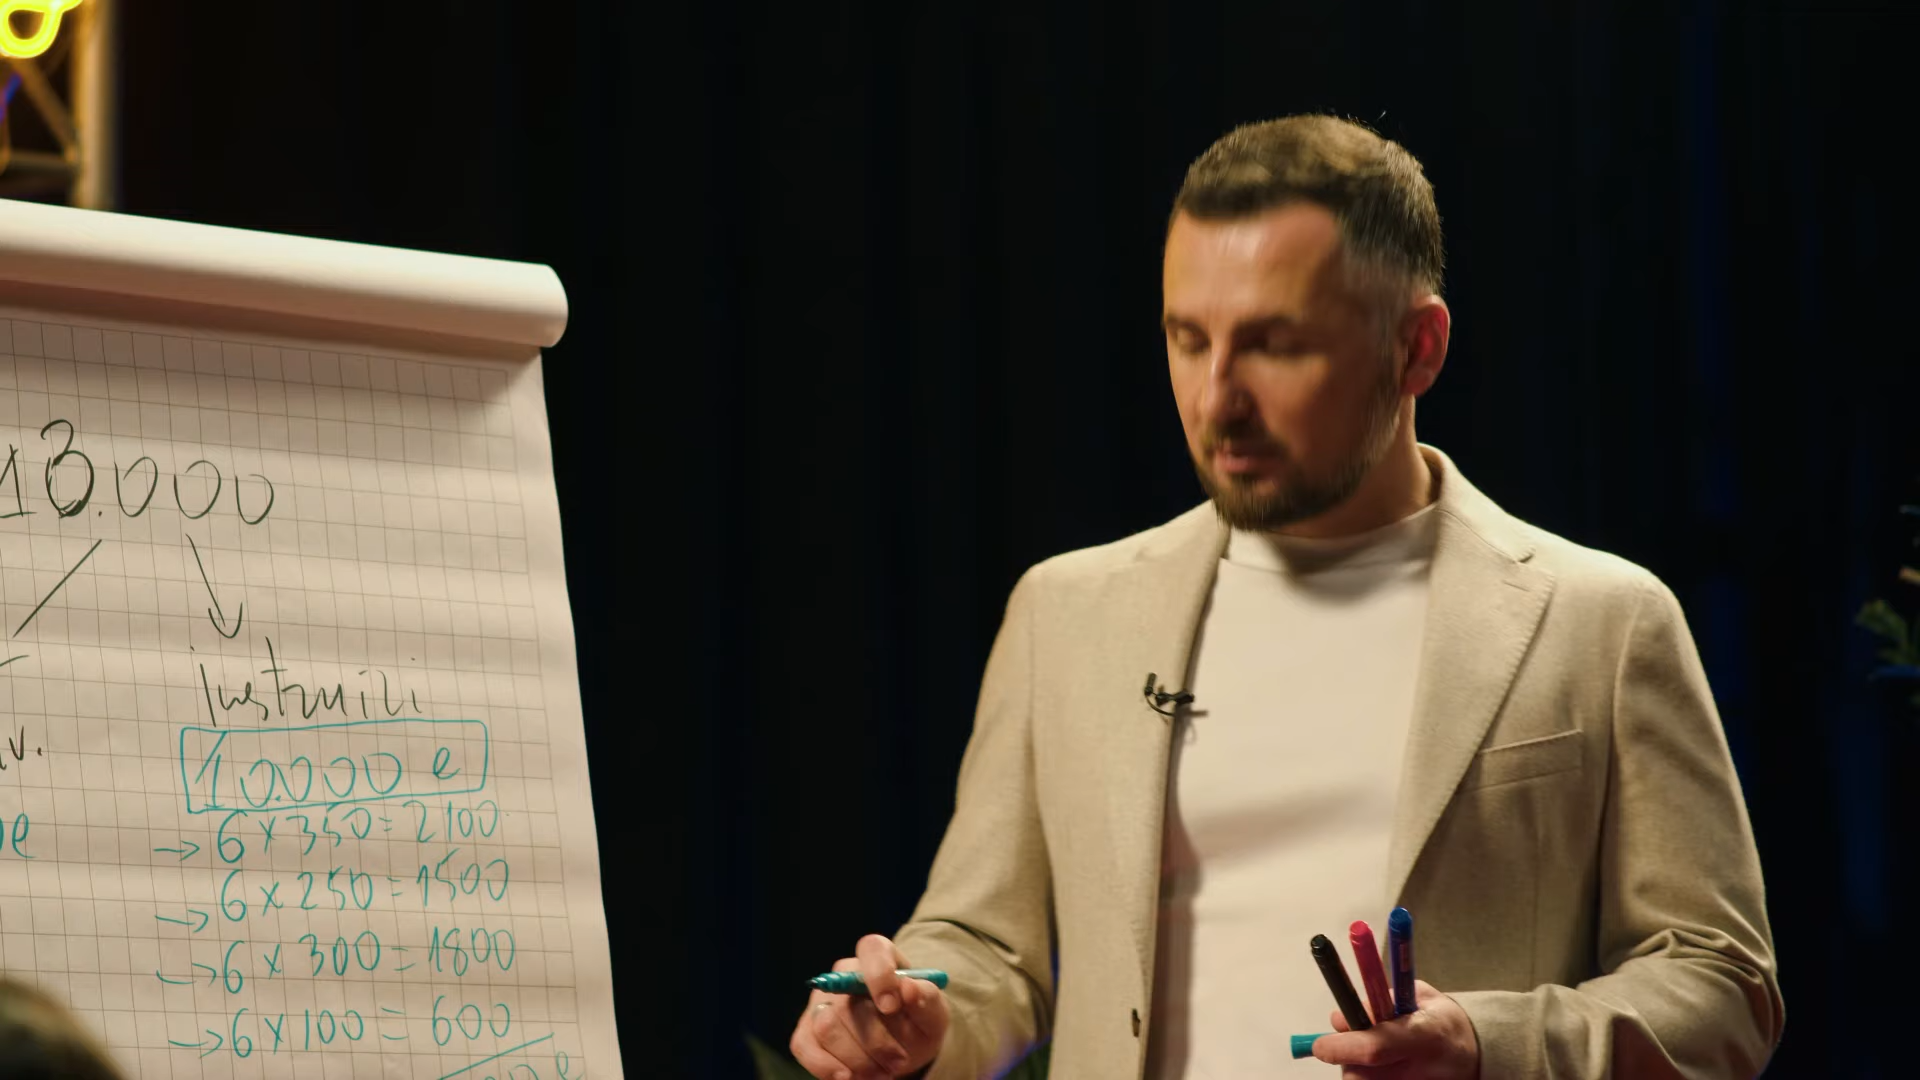 13.000
Instruiri
v.
10.000 e
→ 6 x 350 = 2100
→ 6 x 250 = 1500
→ 6 x 300 = 1800
→ 6 x 100 = 600